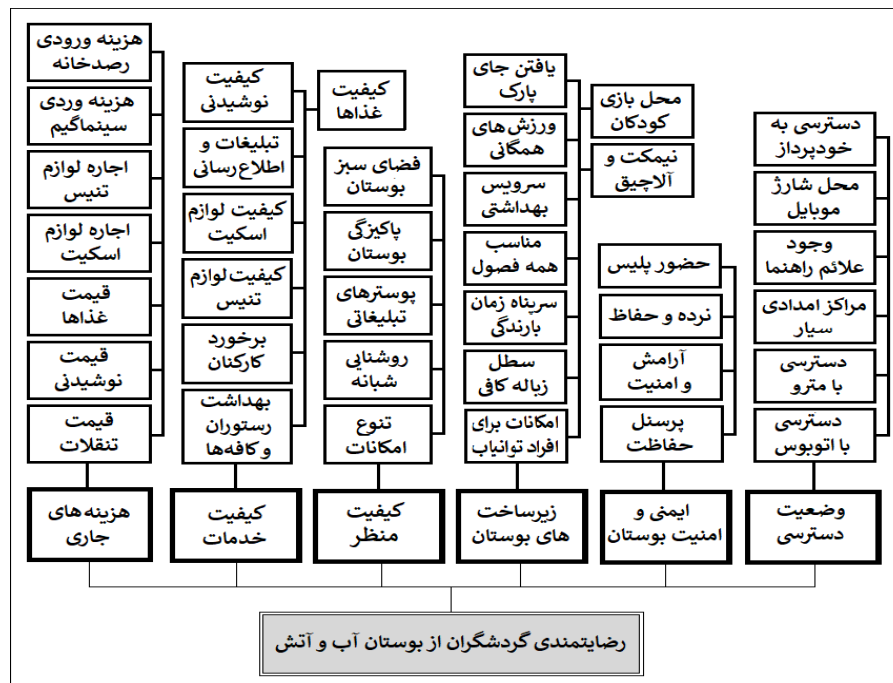 دسترسی به
خودپرداز
محل شارژ
موبایل
وجود
علائم راهنما
مراکز امدادی
سیار
دسترسی
با مترو
دسترسی
با اتوبوس
وضعیت
دسترسی
حضور پلیس
نرده و حفاظ
آرامش
و امنیت
پرسنل
حفاظت
ایمنی و
امنیت بوستان
محل بازی
کودکان
نیمکت و
آلاچیق
یافتن جای
پارک
ورزش‌های
همگانی
سرویس
بهداشتی
مناسب
همه فصول
سرپناه زمان
بارندگی
سطل
زباله کافی
امکانات برای
افراد توانیاب
زیرساخت
های بوستان
فضای سبز
بوستان
پاکیزگی
بوستان
پوسترهای
تبلیغاتی
روشنایی
شبانه
تنوع
امکانات
کیفیت
منظر
کیفیت
غذاها
کیفیت
نوشیدنی
تبلیغات و
اطلاع‌رسانی
کیفیت لوازم
اسکیت
کیفیت لوازم
تنیس
برخورد
کارکنان
بهداشت
رستوران
و کافه‌ها
کیفیت
خدمات
هزینه ورودی
رصدخانه
هزینه وردی
سینماگیم
اجاره لوازم
تنیس
اجاره لوازم
اسکیت
قیمت
غذاها
قیمت
نوشیدنی
قیمت
تنقلات
هزینه‌های
جاری
رضایتمندی گردشگران از بوستان آب و آتش